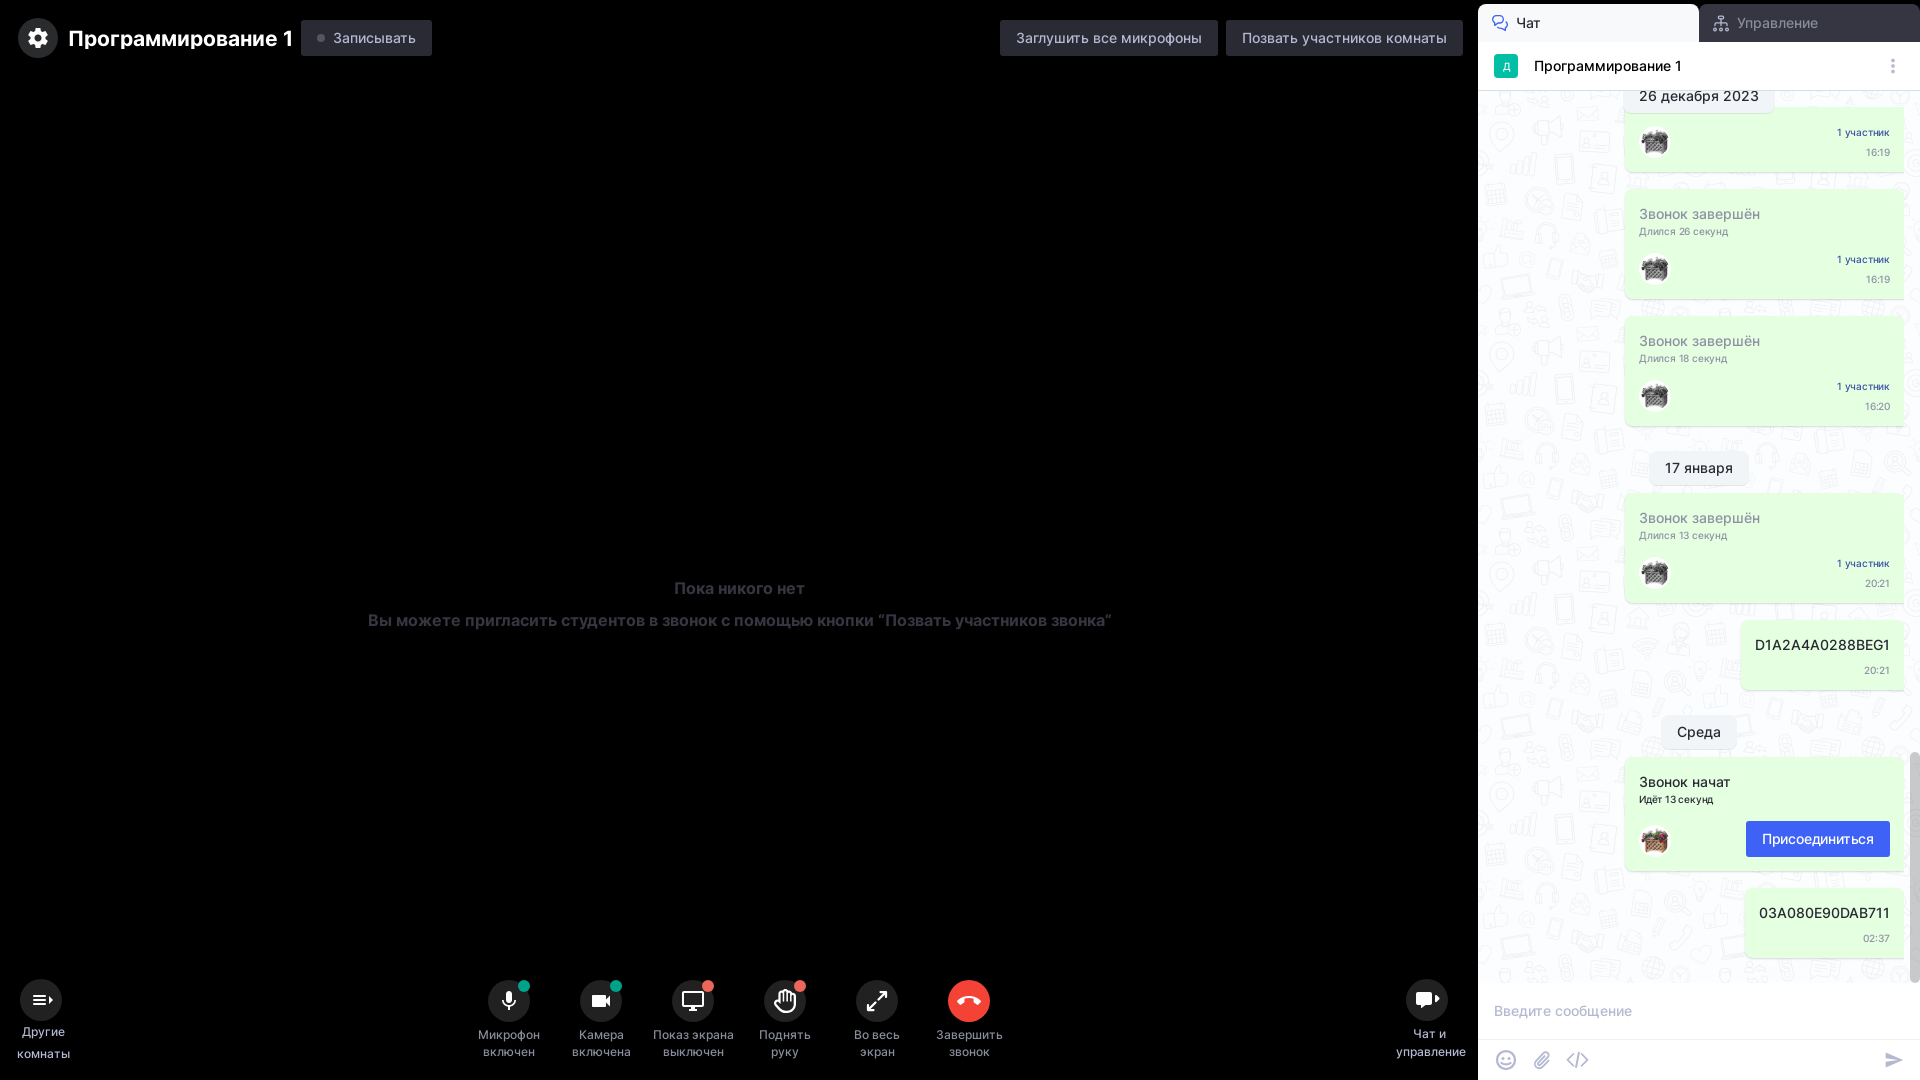 Программирование 1
Записывать
Заглушить все микрофоны
Позвать участников комнаты
Пока никого нет
Вы можете пригласить студентов в звонок с помощью кнопки “Позвать участников звонка”
Другие
комнаты
Микрофон
включен
Камера
включена
Показ экрана
выключен
Поднять
руку
Во весь
экран
Завершить
звонок
Чат и
управление
Чат
Управление
Д
Программирование 1
26 декабря 2023
1 участник
16:19
Звонок завершён
Длился 26 секунд
1 участник
16:19
Звонок завершён
Длился 18 секунд
1 участник
16:20
17 января
Звонок завершён
Длился 13 секунд
1 участник
20:21
D1A2A4A0288BEG1
20:21
Среда
Звонок начат
Идёт 13 секунд
Присоединиться
03A080E90DAB711
02:37
Введите сообщение